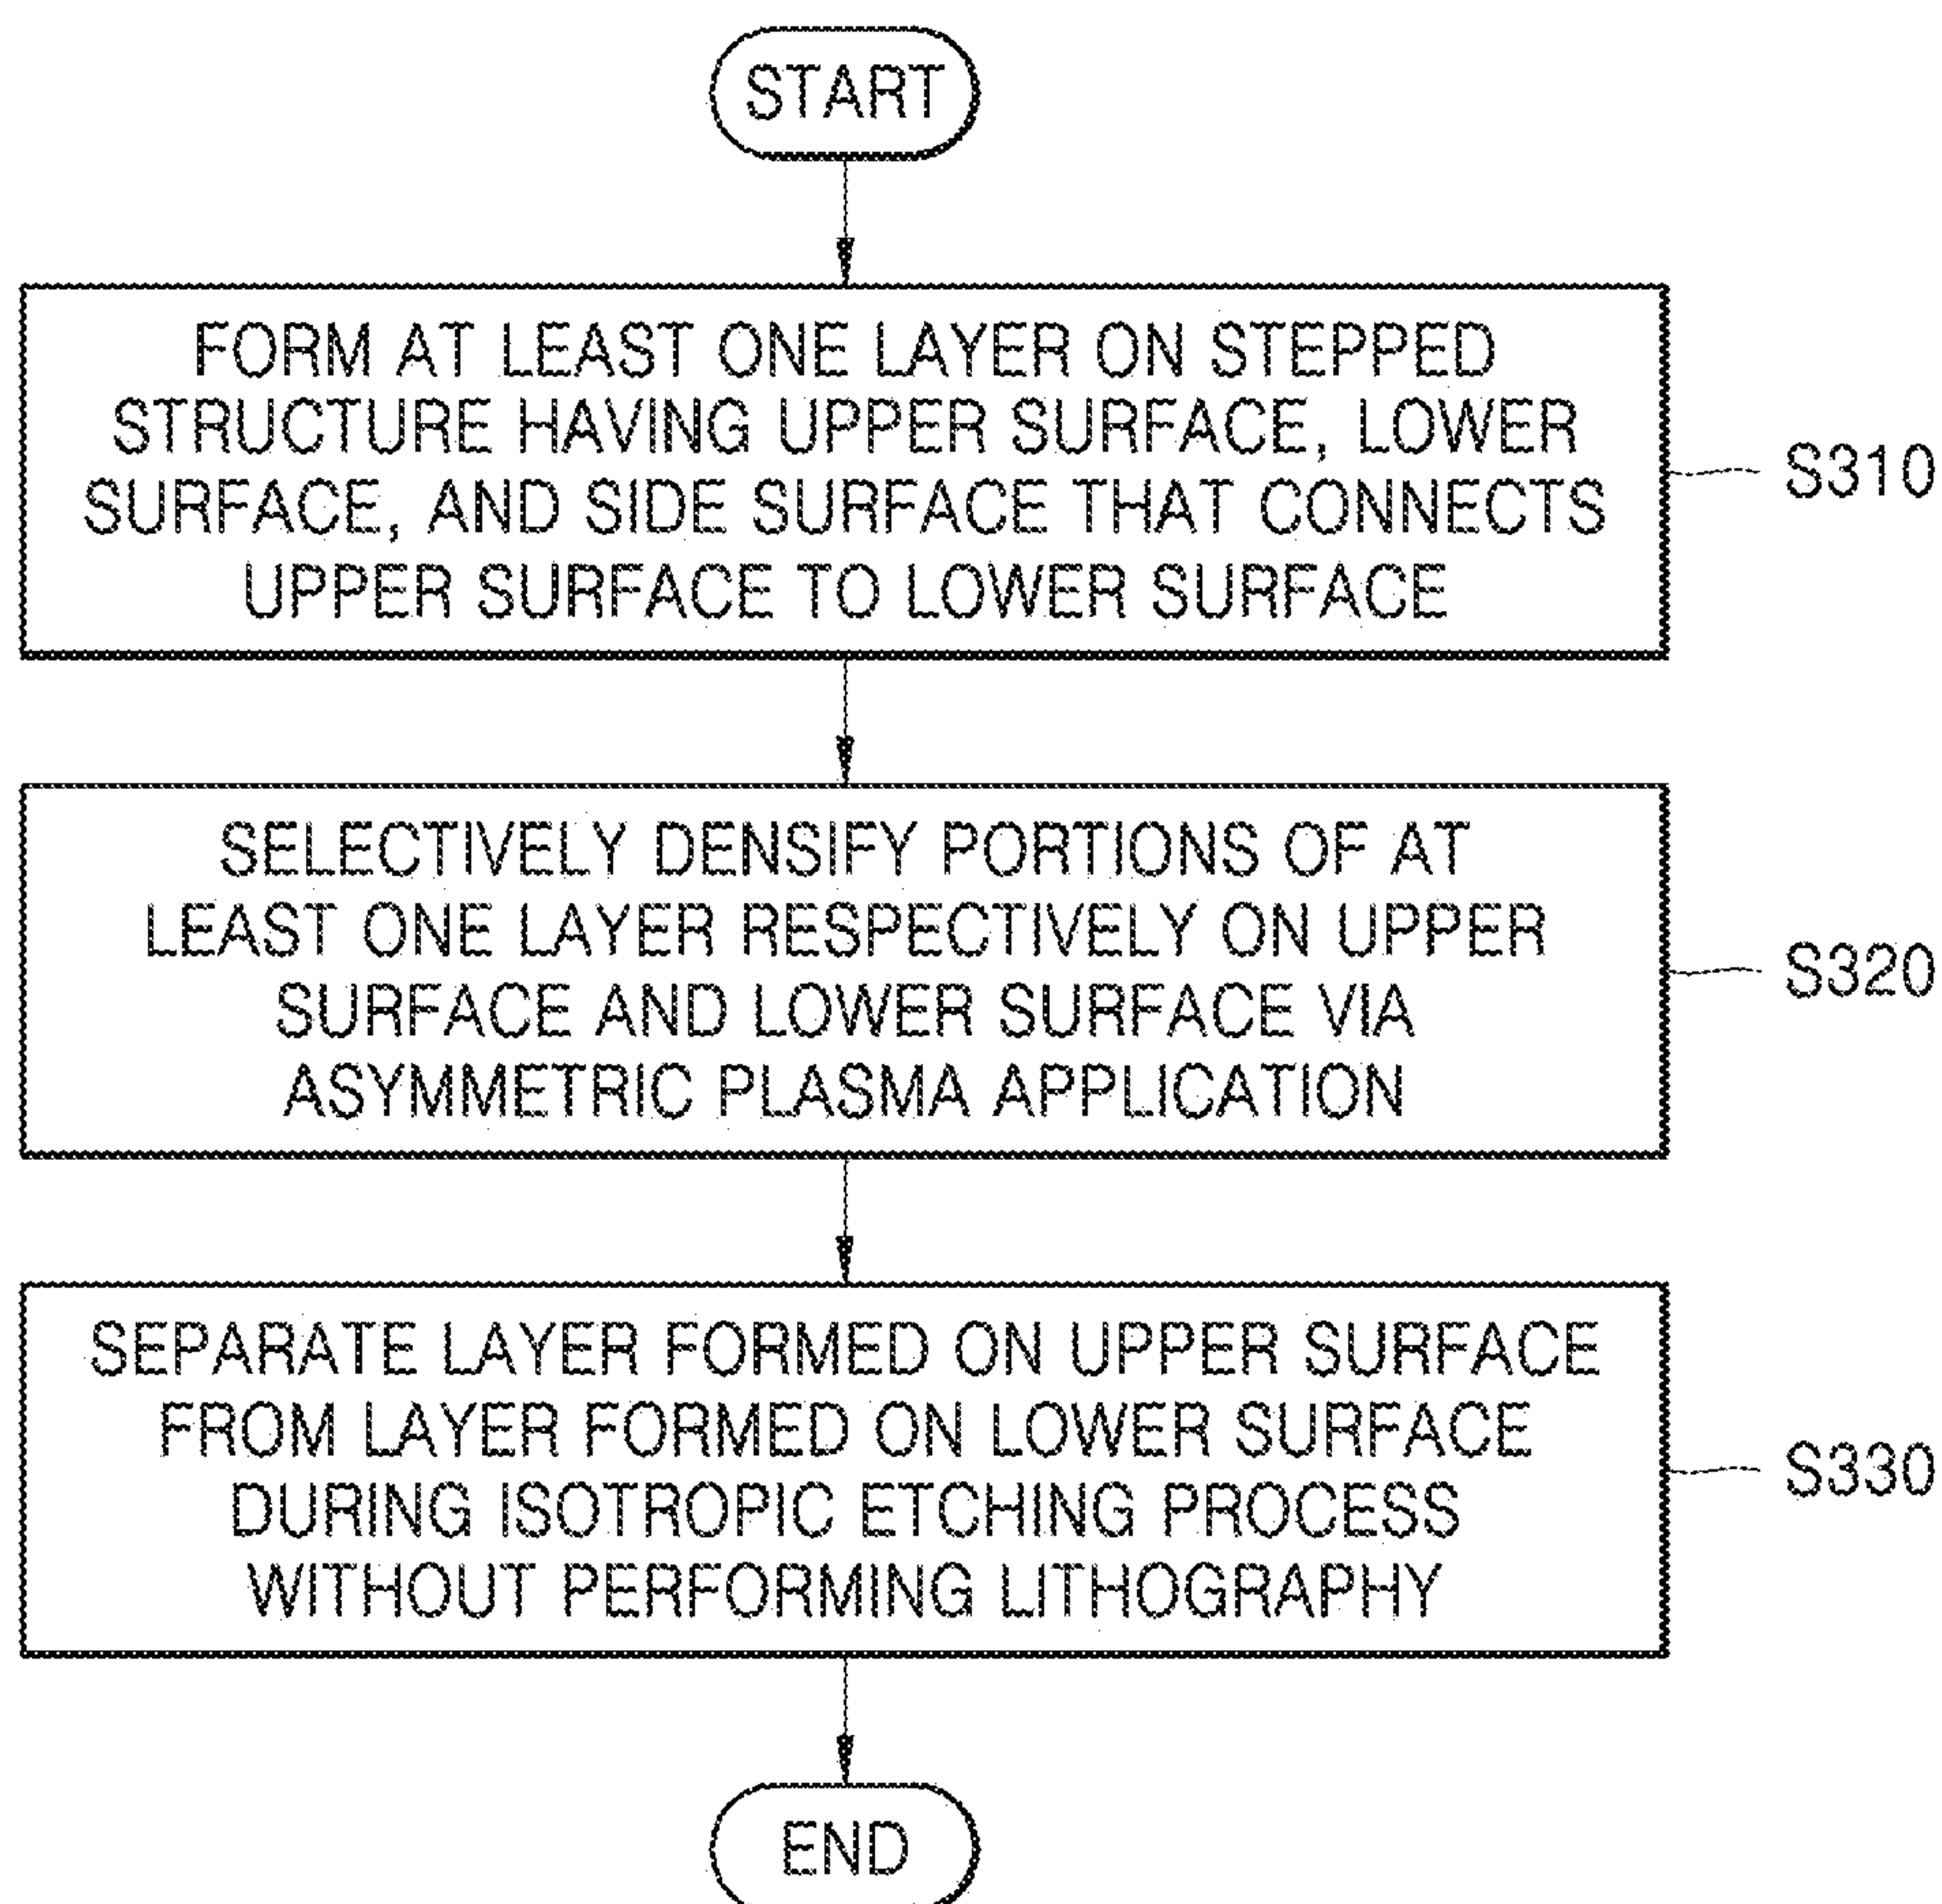 START
FORM AT LEAST ONE LAYER ON STEPPED
STRUCTURE HAVING UPPER SURFACE, LOWER
SURFACE, AND SIDE SURFACE THAT CONNECTS
UPPER SURFACE TO LOWER SURFACE
S310
SELECTIVELY DENSIFY PORTIONS OF AT
LEAST ONE LAYER RESPECTIVELY ON UPPER
SURFACE AND LOWER SURFACE VIA
ASYMMETRIC PLASMA APPLICATION
S320
SEPARATE LAYER FORMED ON UPPER SURFACE
FROM LAYER FORMED ON LOWER SURFACE
DURING ISOTROPIC ETCHING PROCESS
WITHOUT PERFORMING LITHOGRAPHY
S330
END